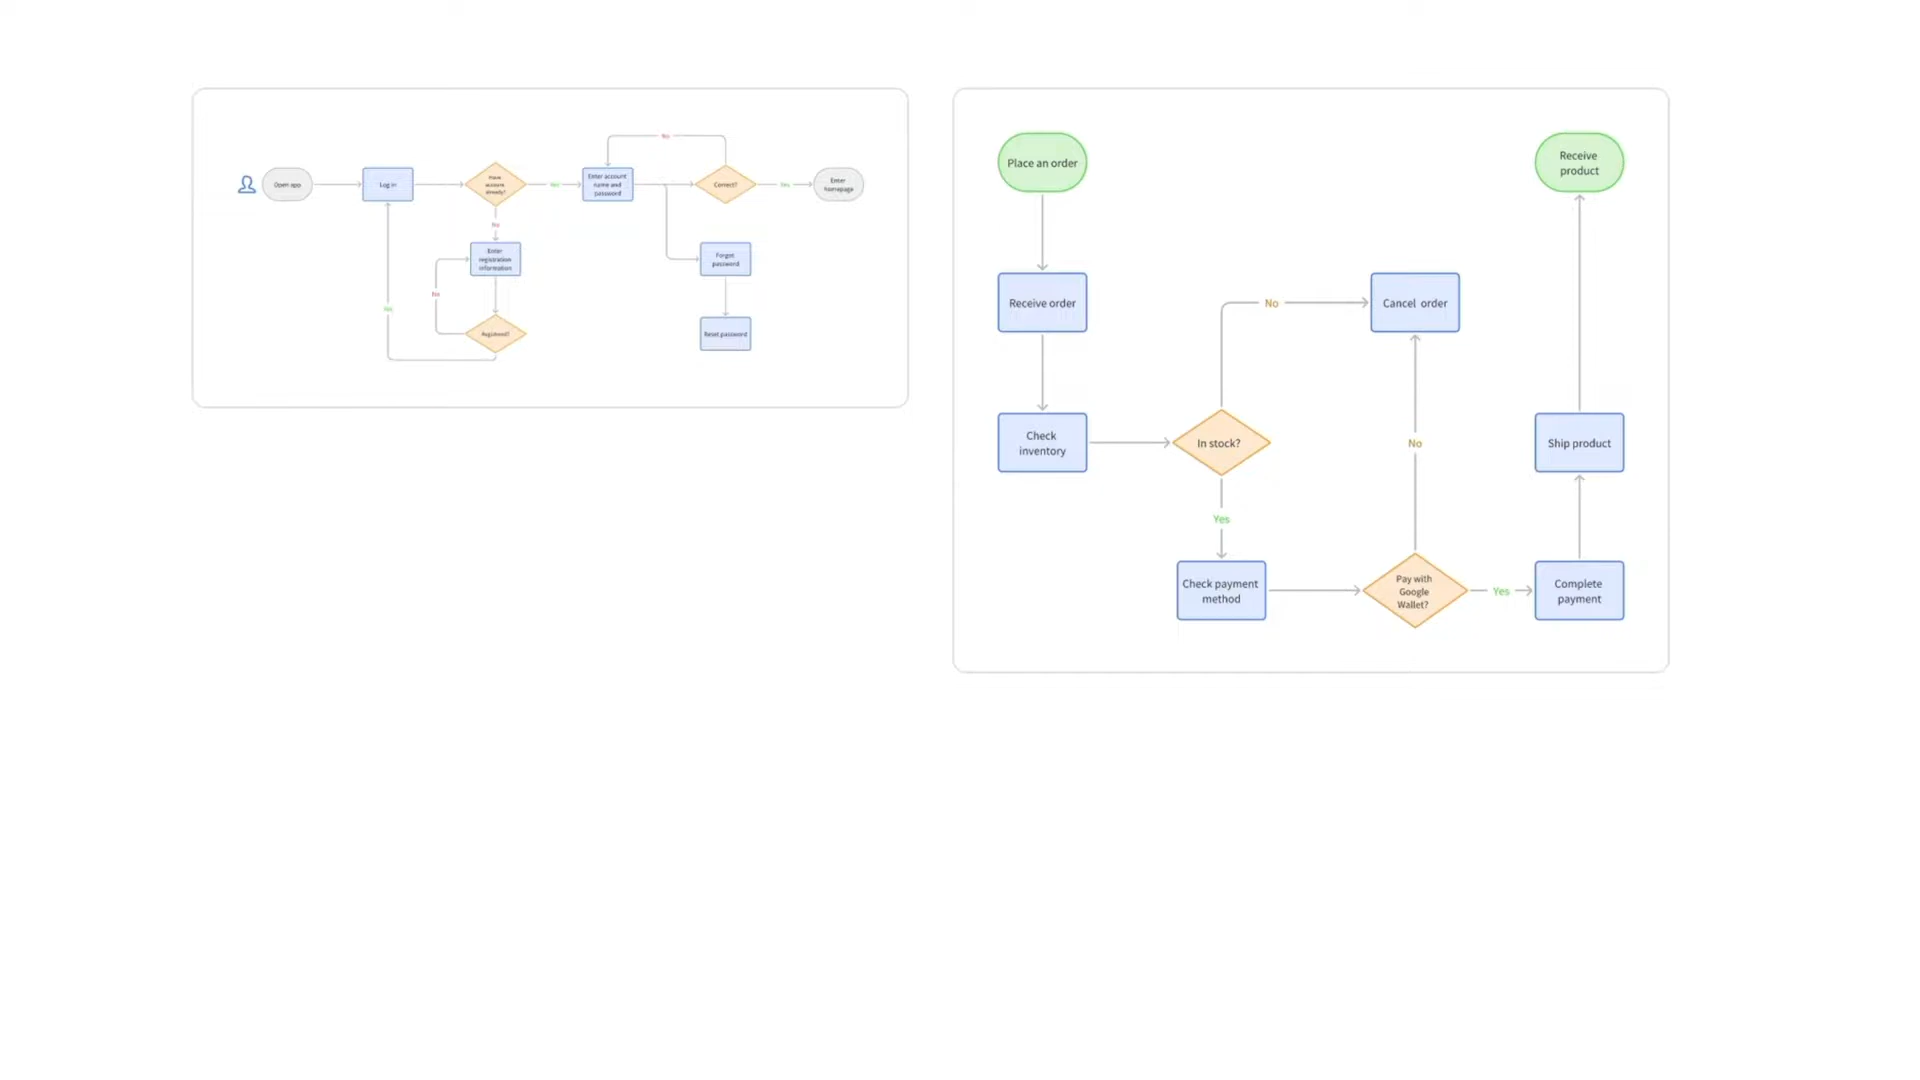 No
Open app
Log in
Have
account
already?
Yes
Enter account
name and
password
Correct?
Yes
Enter
homepage
No
Enter
registration
information
No
Yes
Registered?
Forgot
password
Reset password
Place an order
Receive
product
Receive order
No
Cancel order
Check
inventory
In stock?
No
Ship product
Yes
Check payment
method
Pay with
Google
Wallet?
Yes
Complete
payment